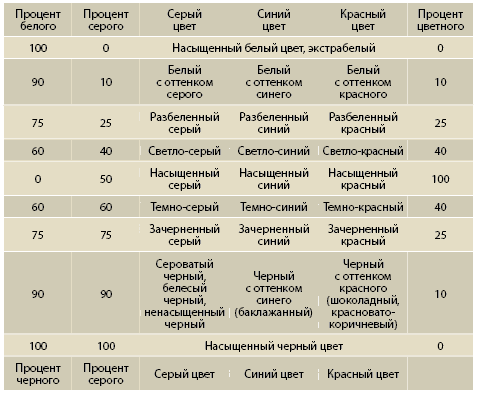 Процент белого Процент серого Серый цвет Синий цвет Красный цвет Процент цветного
100 0 Насыщенный белый цвет, экстрабелый 0
90 10 Белый с оттенком серого Белый с оттенком синего Белый с оттенком красного 10
75 25 Разбеленный серый Разбеленный синий Разбеленный красный 25
60 40 Светло-серый Светло-синий Светло-красный 40
0 50 Насыщенный серый Насыщенный синий Насыщенный красный 100
60 60 Темно-серый Темно-синий Темно-красный 40
75 75 Зачерненный серый Зачерненный синий Зачерненный красный 25
90 90 Сероватый черный, белесый черный, ненасыщенный черный Черный с оттенком синего (баклажанный) Черный с оттенком красного (шоколадный, красновато-коричневый) 10
100 100 Насыщенный черный цвет 0
Процент черного Процент серого Серый цвет Синий цвет Красный цвет